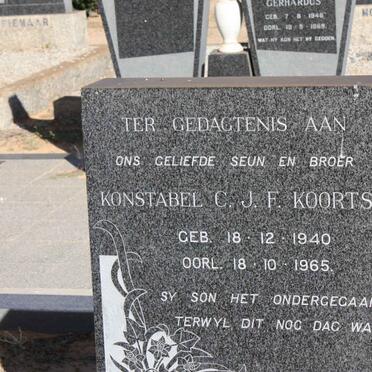 GERHARDUS
TER GEDAGTENIS AAN
ONS GELIEFDE SEUN EN BROER
KONSTABEL C. J. F. KOORTS
GEB. 18·12·1940
OORL. 18·10·1965.
SY SON HET ONDERGEGAA
TERWYL DIT NOG DAG WA